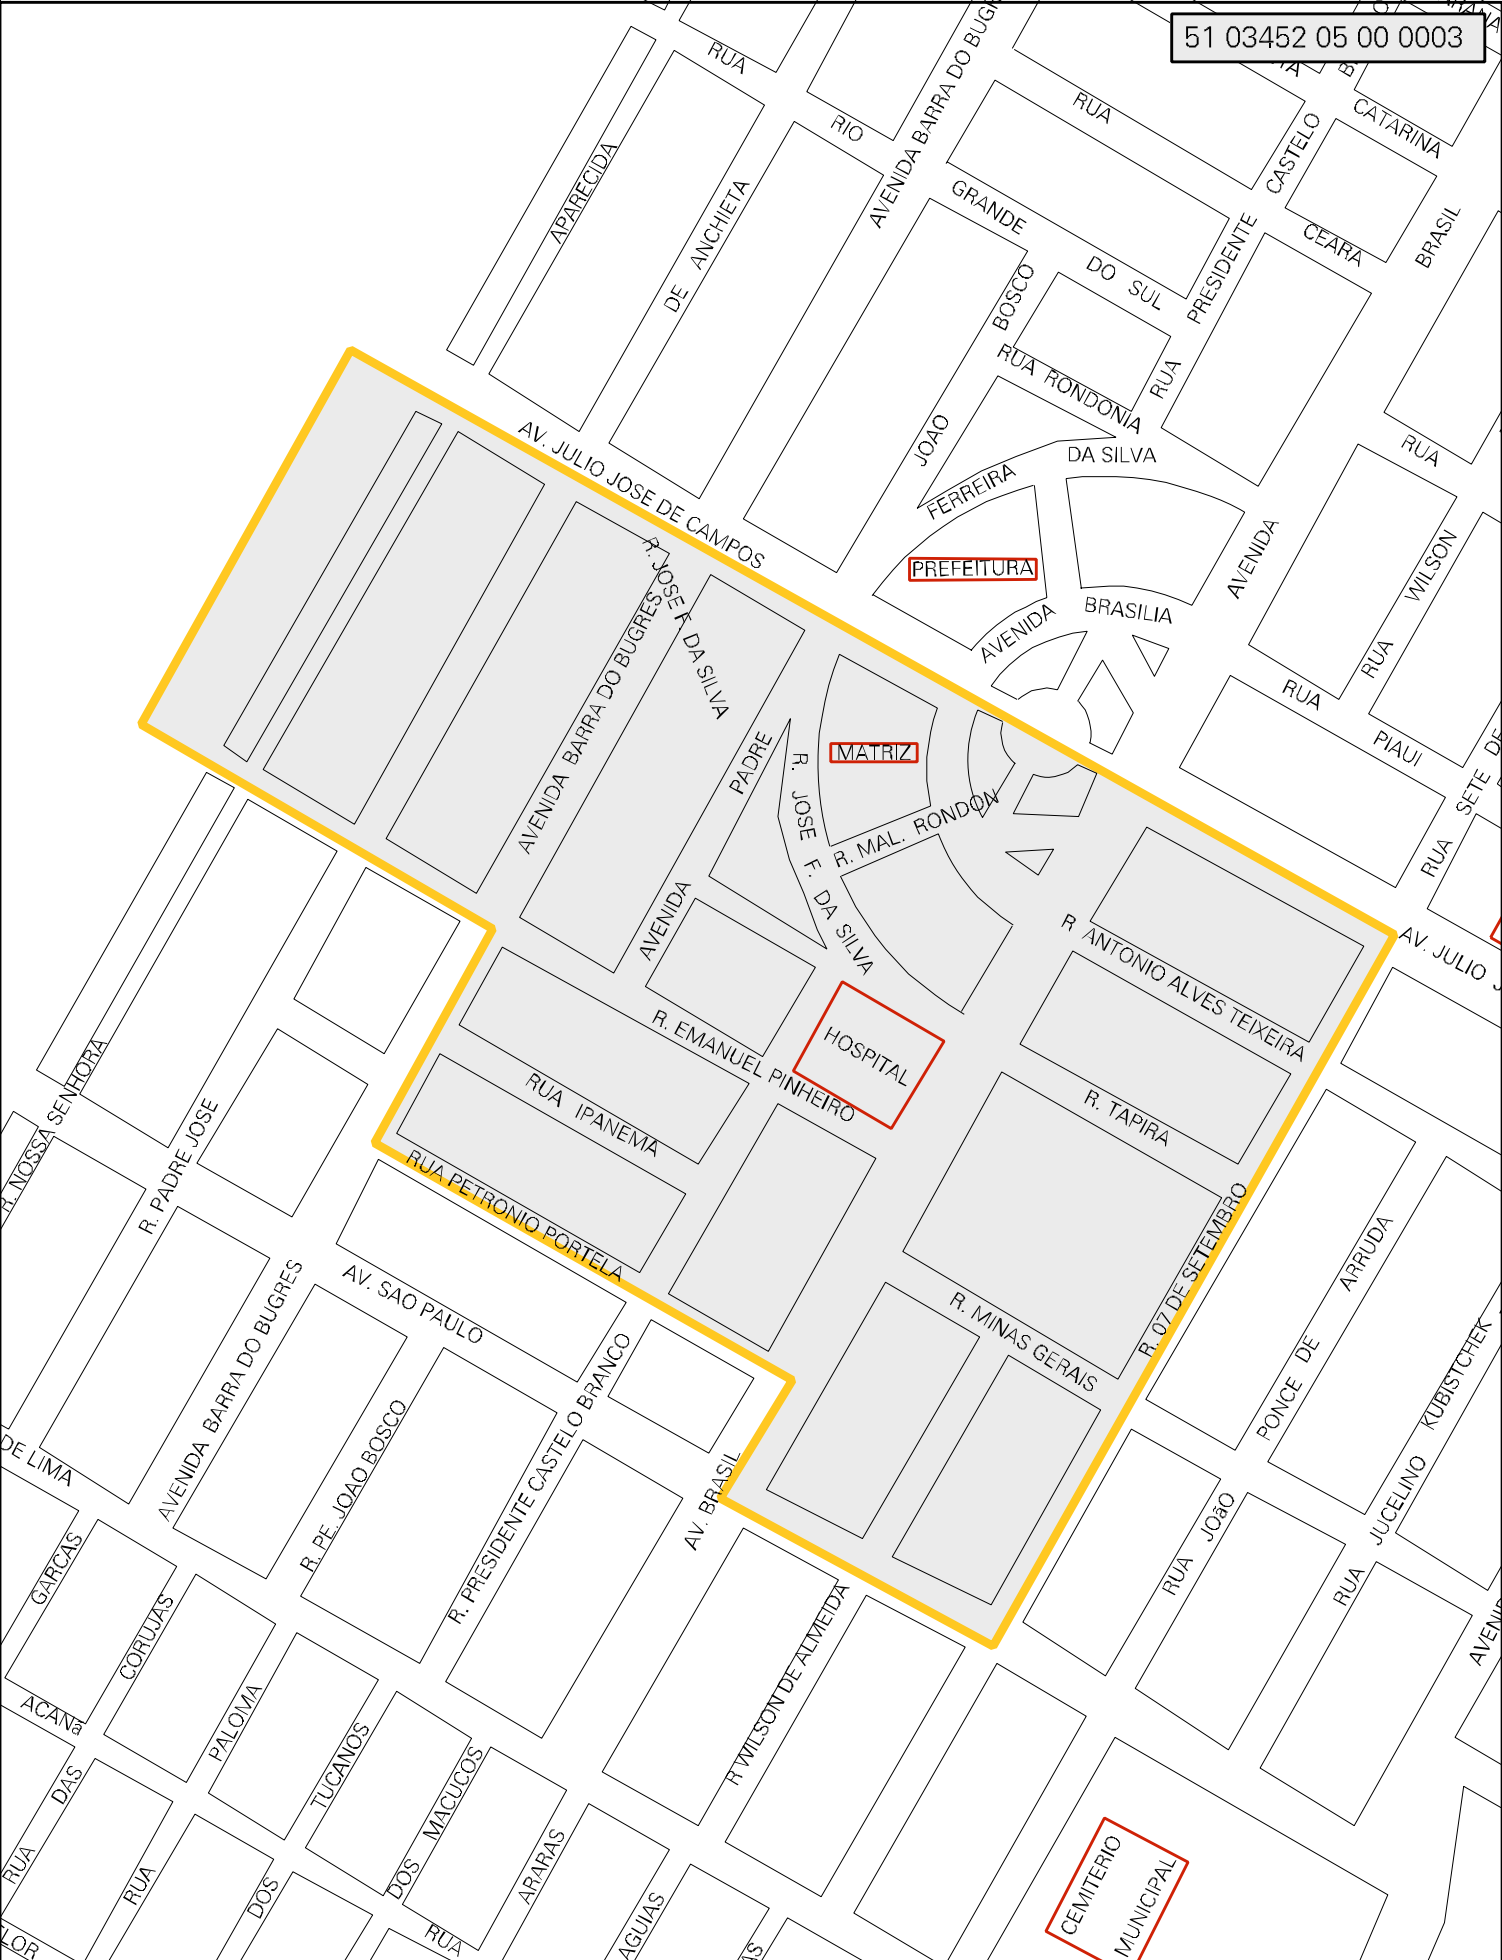 51 03452 05 00 0003
RUA
RIO
AVENIDA BARRA DO BUGR
RUA
CASTELO
CATARINA
APARECIDA
DE ANCHIETA
GRANDE
DO SUL
PRESIDENTE
CEARA
BRASIL
BOSCO
RUA RONDONIA
RUA
JOAO
AV. JULIO JOSE DE CAMPOS
FERREIRA
DA SILVA
RUA
PREFEITURA
AVENIDA
BRASILIA
AVENIDA
WILSON
RUA
RUA
PIAUI
SETE DE
RUA
R. JOSE F. DA SILVA
AVENIDA BARRA DO BUGRES
PADRE
AVENIDA
MATRIZ
R. JOSE F. DA SILVA
R. MAL. RONDON
R ANTONIO ALVES TEIXEIRA
AV. JULIO J
R. EMANUEL PINHEIRO
HOSPITAL
RUA IPANEMA
R. TAPIRA
RUA PETRONIO PORTELA
R. 07 DE SETEMBRO
R. MINAS GERAIS
R. NOSSA SENHORA
R. PADRE JOSE
AV. SAO PAULO
AVENIDA BARRA DO BUGRES
R. PE. JOAO BOSCO
R. PRESIDENTE CASTELO BRANCO
AV. BRASIL
PONCE DE ARRUDA
JUCELINO KUBISTCHEK
RUA JOãO
RUA
AVENI
DE LIMA
GARCAS
CORUJAS
PALOMA
TUCANOS
DOS MACUCOS
ARARAS
AGUIAS
AS
R WILSON DE ALMEIDA
ACANã
DAS
RUA
RUA
DOS
RUA
LOR
CEMITERIO
MUNICIPAL